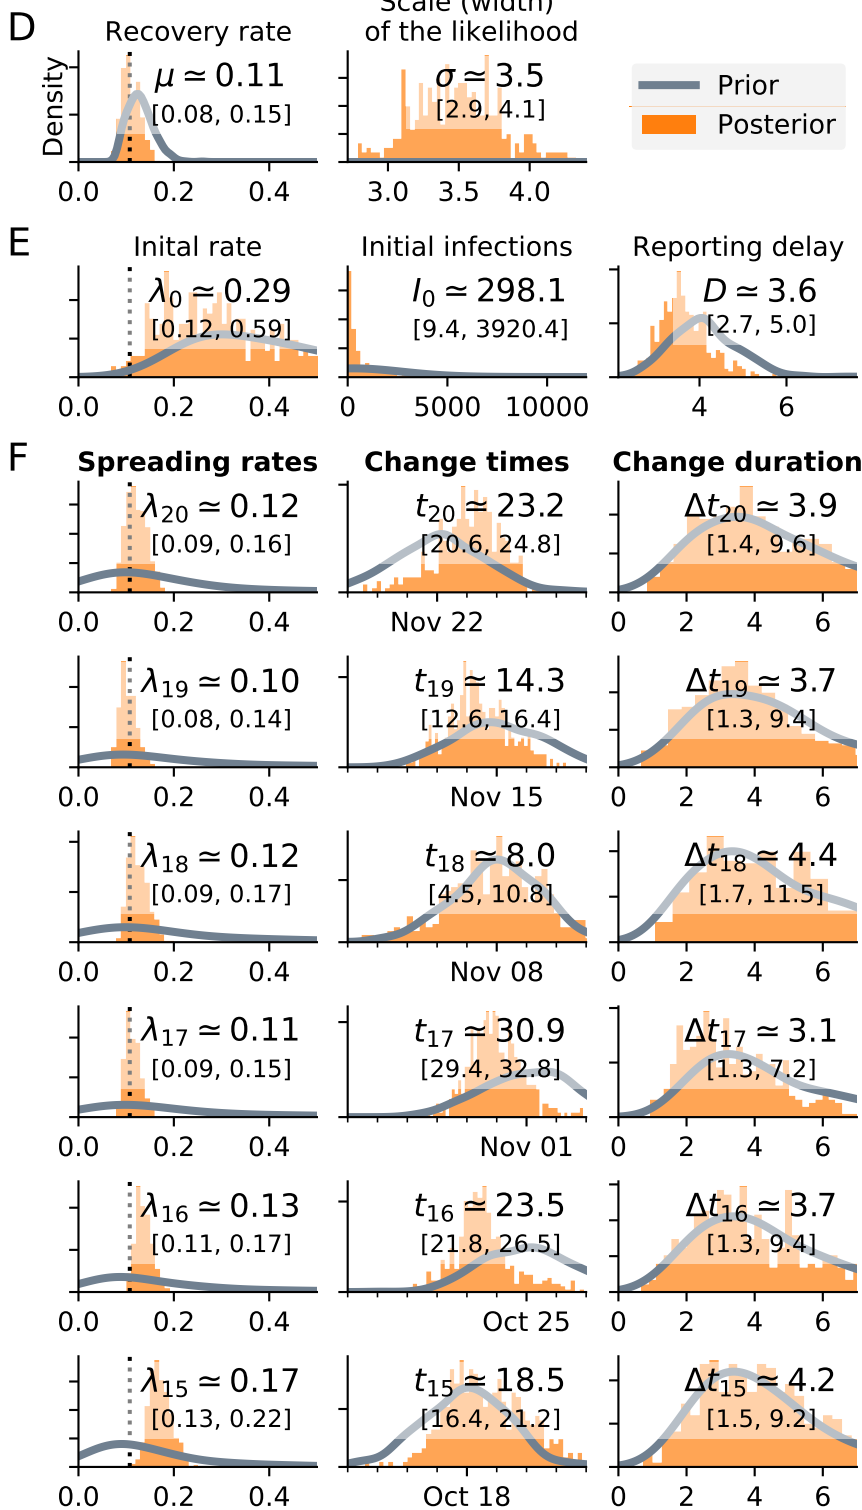 D
Recovery rate
Scale (width)
of the likelihood
Density
μ ≃ 0.11
[0.08, 0.15]
σ ≃ 3.5
[2.9, 4.1]
Prior
Posterior
0.0 0.2 0.4
3.0 3.5 4.0
E
Inital rate
Initial infections
Reporting delay
λ0 ≃ 0.29
[0.12, 0.59]
I0 ≃ 298.1
[9.4, 3920.4]
D ≃ 3.6
[2.7, 5.0]
0.0 0.2 0.4
0 5000 10000
4 6
F
Spreading rates
Change times
Change duration
λ20 ≃ 0.12
[0.09, 0.16]
t20 ≃ 23.2
[20.6, 24.8]
Δt20 ≃ 3.9
[1.4, 9.6]
0.0 0.2 0.4
Nov 22
0 2 4 6
λ19 ≃ 0.10
[0.08, 0.14]
t19 ≃ 14.3
[12.6, 16.4]
Δt19 ≃ 3.7
[1.3, 9.4]
0.0 0.2 0.4
Nov 15
0 2 4 6
λ18 ≃ 0.12
[0.09, 0.17]
t18 ≃ 8.0
[4.5, 10.8]
Δt18 ≃ 4.4
[1.7, 11.5]
0.0 0.2 0.4
Nov 08
0 2 4 6
λ17 ≃ 0.11
[0.09, 0.15]
t17 ≃ 30.9
[29.4, 32.8]
Δt17 ≃ 3.1
[1.3, 7.2]
0.0 0.2 0.4
Nov 01
0 2 4 6
λ16 ≃ 0.13
[0.11, 0.17]
t16 ≃ 23.5
[21.8, 26.5]
Δt16 ≃ 3.7
[1.3, 9.4]
0.0 0.2 0.4
Oct 25
0 2 4 6
λ15 ≃ 0.17
[0.13, 0.22]
t15 ≃ 18.5
[16.4, 21.2]
Δt15 ≃ 4.2
[1.5, 9.2]
0.0 0.2 0.4
Oct 18
0 2 4 6